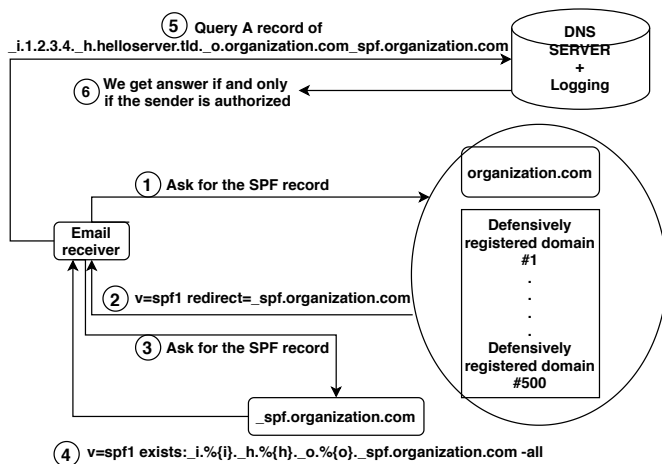 5 Query A record of
_i.1.2.3.4._h.helloserver.tld._o.organization.com_spf.organization.com
6 We get answer if and only
if the sender is authorized
DNS
SERVER
+
Logging
1 Ask for the SPF record
organization.com
Email
receiver
Defensively
registered domain
#1
.
.
.
.
Defensively
registered domain
#500
2 v=spf1 redirect=_spf.organization.com
3 Ask for the SPF record
_spf.organization.com
4 v=spf1 exists:_i.%{i}._h.%{h}._o.%{o}._spf.organization.com -all